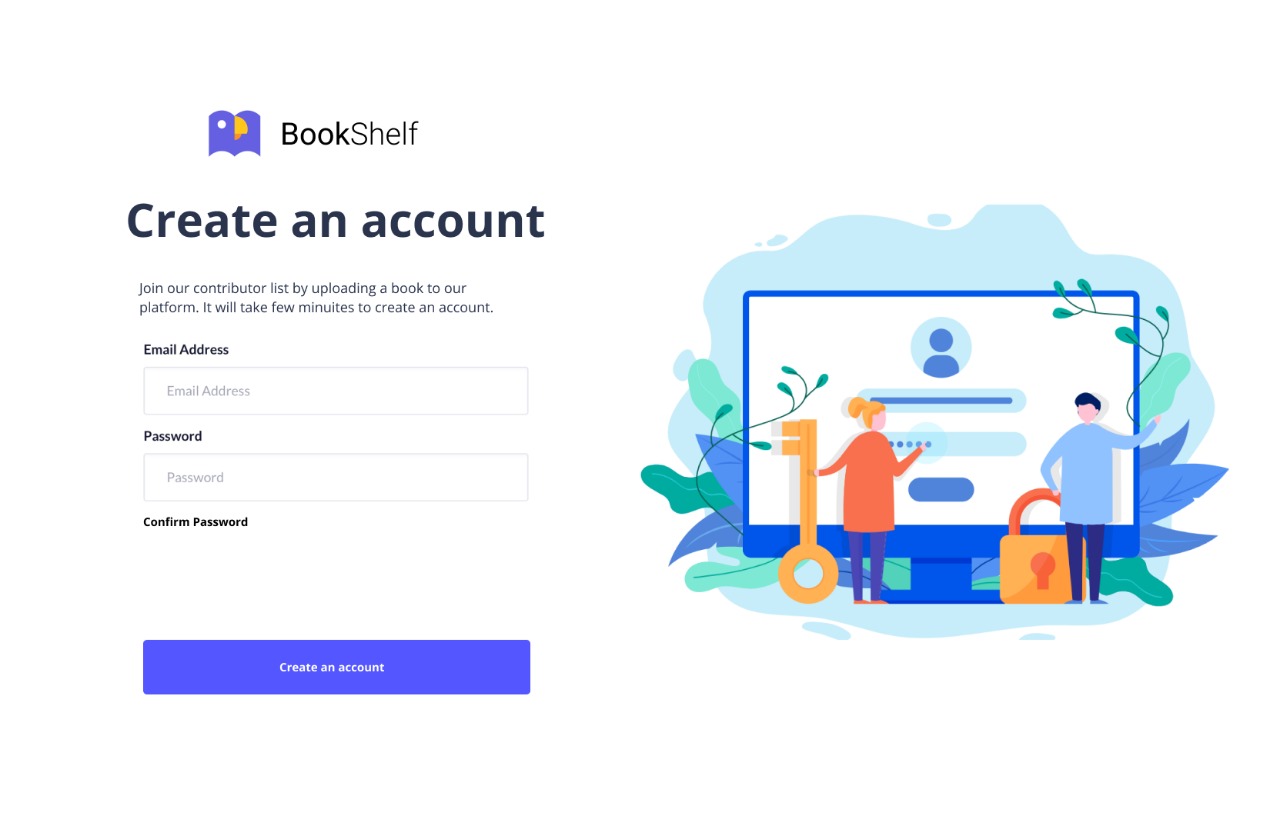 BookShelf
Create an account
Join our contributor list by uploading a book to our
platform. It will take few minuites to create an account.
Email Address
Email Address
Password
Password
Confirm Password
Create an account